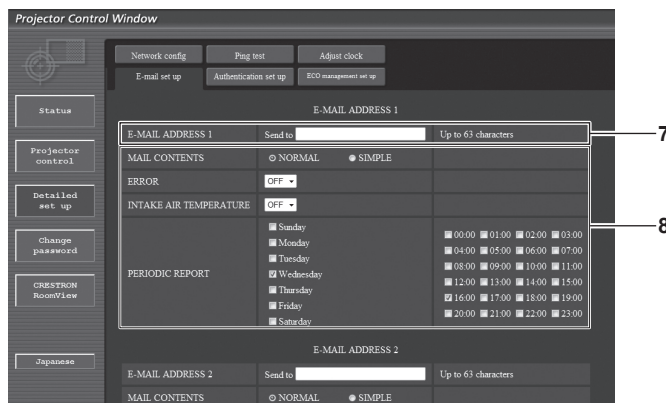 Projector Control Window
Network config Ping test Adjust clock
E-mail set up Authentication set up ECO management set up
Status
Projector control
Detailed set up
Change password
CRESTRON RoomView
Japanese
E-MAIL ADDRESS 1
E-MAIL ADDRESS 1 Send to Up to 63 characters
MAIL CONTENTS NORMAL SIMPLE
ERROR OFF
INTAKE AIR TEMPERATURE OFF
PERIODIC REPORT
Sunday
Monday
Tuesday
Wednesday
Thursday
Friday
Saturday
00:00 01:00 02:00 03:00
04:00 05:00 06:00 07:00
08:00 09:00 10:00 11:00
12:00 13:00 14:00 15:00
16:00 17:00 18:00 19:00
20:00 21:00 22:00 23:00
E-MAIL ADDRESS 2
E-MAIL ADDRESS 2 Send to Up to 63 characters
MAIL CONTENTS NORMAL SIMPLE
7
8